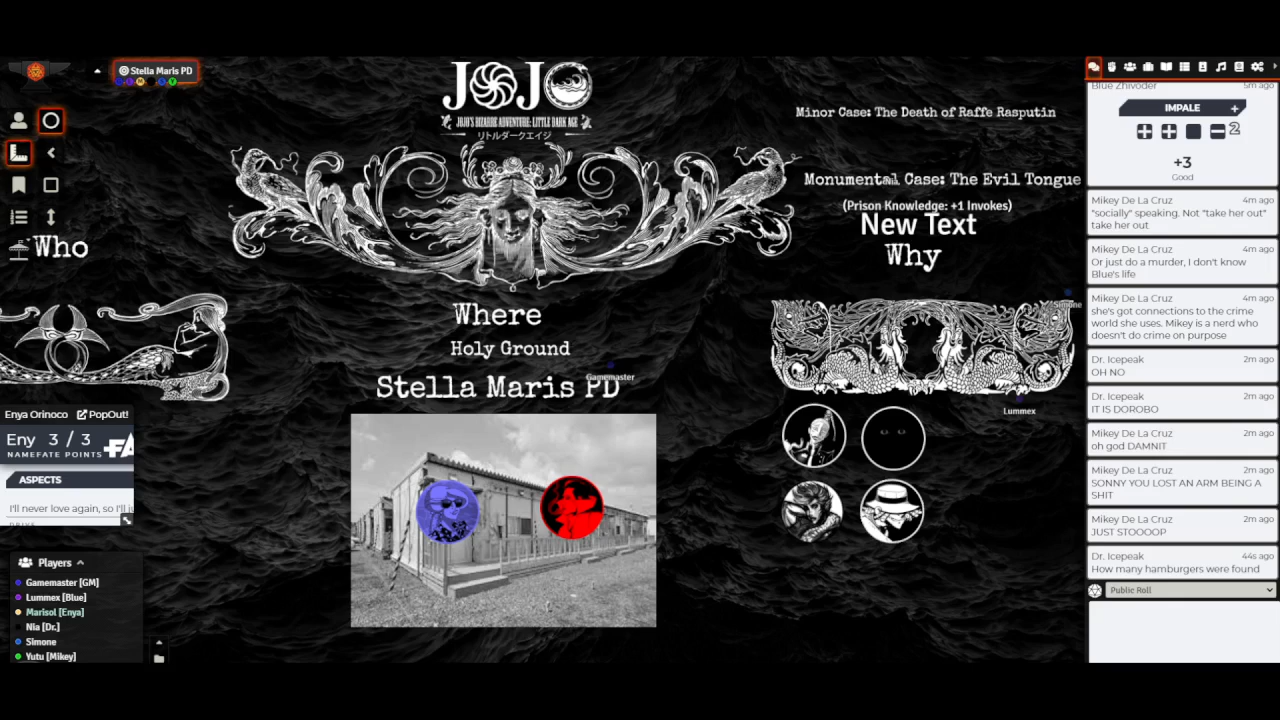 Stella Maris PD
JOJO
JOJO'S BIZARRE ADVENTURE: LITTLE DARK AGE
リトルダークエイジ
Minor Case: The Death of Raffe Rasputin
Monumental Case: The Evil Tongue
(Prison Knowledge: +1 Invokes)
New Text
Why
Who
Where
Holy Ground
Stella Maris PD
Gamemaster
Simone
Lummex
Enya Orinoco PopOut!
Eny 3 / 3
NAME FATE POINTS
ASPECTS
I'll never love again, so I'll is
Players
Gamemaster [GM]
Lummex [Blue]
Marisol [Enya]
Nia [Dr.]
Simone
Yutu [Mikey]
Blue Zhivoder 5m ago
IMPALE +
2
+3
Good
Mikey De La Cruz 4m ago
"socially" speaking. Not "take her out"
take her out
Mikey De La Cruz 4m ago
Or just do a murder, I don't know
Blue's life
Mikey De La Cruz 4m ago
she's got connections to the crime
world she uses. Mikey is a nerd who
doesn't do crime on purpose
Dr. Icepeak 2m ago
OH NO
Dr. Icepeak 2m ago
IT IS DOROBO
Mikey De La Cruz 2m ago
oh god DAMNIT
Mikey De La Cruz 2m ago
SONNY YOU LOST AN ARM BEING A
SHIT
Mikey De La Cruz 2m ago
JUST STOOOOP
Dr. Icepeak 44s ago
How many hamburgers were found
Public Roll